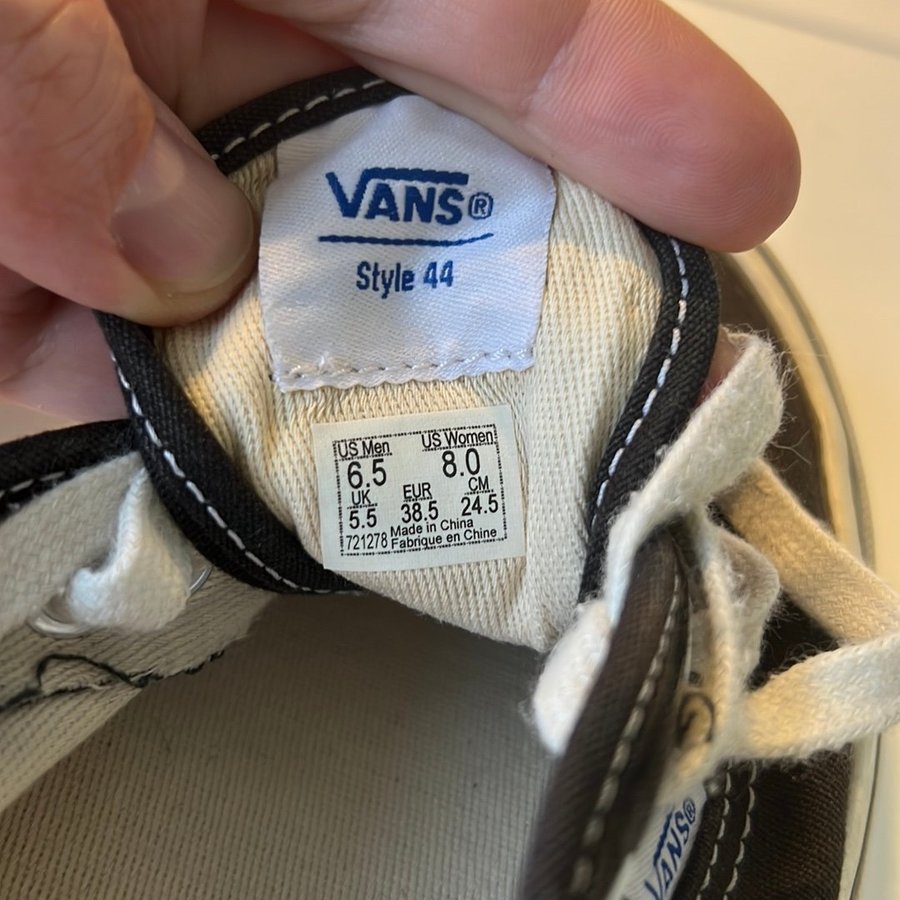 VANS®
Style 44
US Men US Women
6.5 8.0
UK EUR CM
5.5 38.5 24.5
Made in China
721278 Fabrique en Chine
VANS®